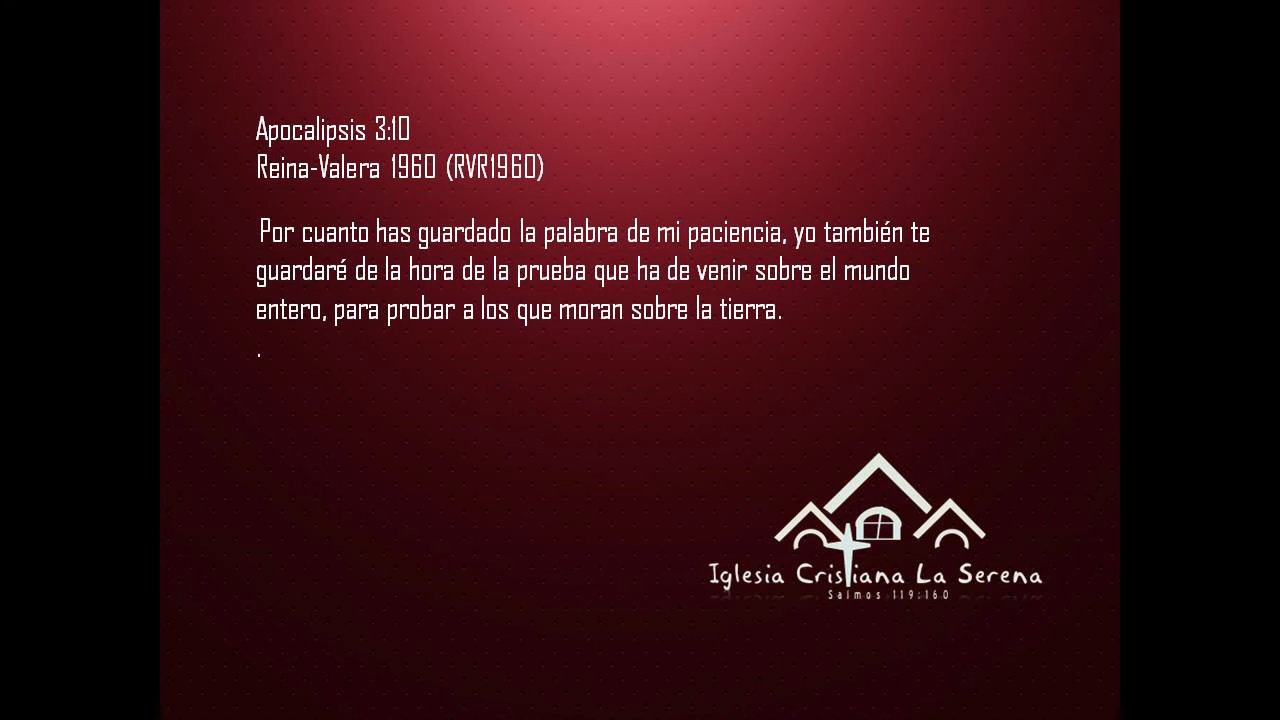 Apocalipsis 3:10
Reina-Valera 1960 (RVR1960)
Por cuanto has guardado la palabra de mi paciencia, yo también te
guardaré de la hora de la prueba que ha de venir sobre el mundo
entero, para probar a los que moran sobre la tierra.
.
Iglesia Cristiana La Serena
Salmos 119:160